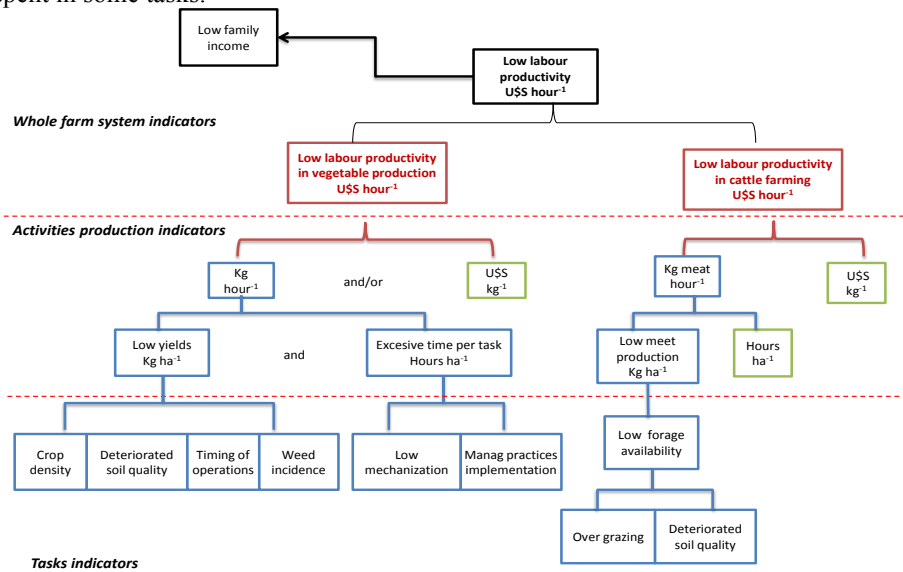 spent in some tasks.
Low family
income
Low labour
productivity
U$S hour⁻¹
Whole farm system indicators
Low labour productivity
in vegetable production
U$S hour⁻¹
Low labour productivity
in cattle farming
U$S hour⁻¹
Activities production indicators
Kg
hour⁻¹
and/or
U$S
kg⁻¹
Kg meat
hour⁻¹
U$S
kg⁻¹
Low yields
Kg ha⁻¹
and
Excesive time per task
Hours ha⁻¹
Low meet
production
Kg ha⁻¹
Hours
ha⁻¹
Crop
density
Deteriorated
soil quality
Timing of
operations
Weed
incidence
Low
mechanization
Manag practices
implementation
Low forage
availability
Over grazing
Deteriorated
soil quality
Tasks indicators